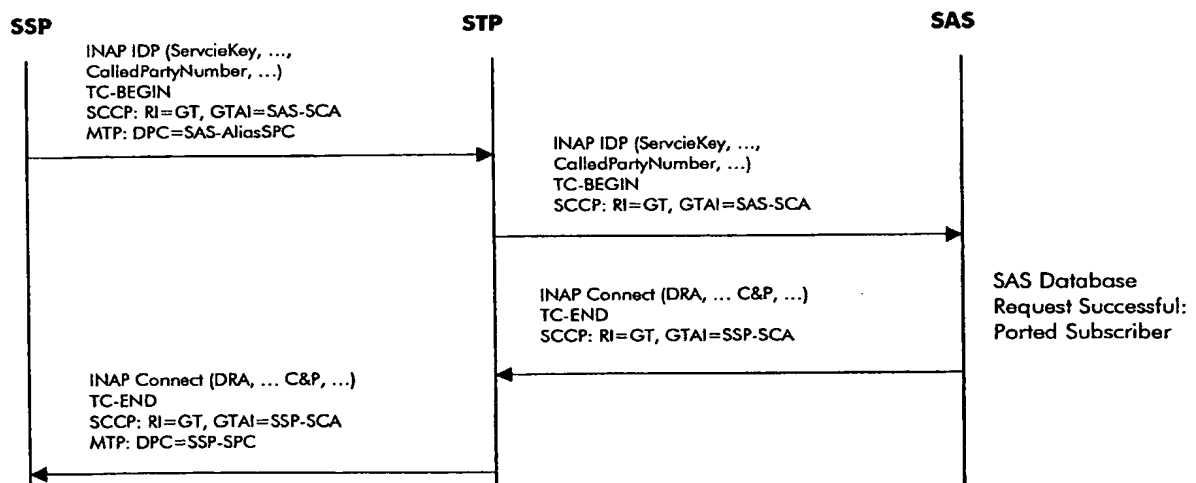 SSP
STP
SAS
INAP IDP (ServcieKey, ...,
CalledPartyNumber, ...)
TC-BEGIN
SCCP: RI=GT, GTAI=SAS-SCA
MTP: DPC=SAS-AliasSPC
INAP IDP (ServcieKey, ...,
CalledPartyNumber, ...)
TC-BEGIN
SCCP: RI=GT, GTAI=SAS-SCA
SAS Database
Request Successful:
Ported Subscriber
INAP Connect (DRA, ... C&P, ...)
TC-END
SCCP: RI=GT, GTAI=SSP-SCA
INAP Connect (DRA, ... C&P, ...)
TC-END
SCCP: RI=GT, GTAI=SSP-SCA
MTP: DPC=SSP-SPC